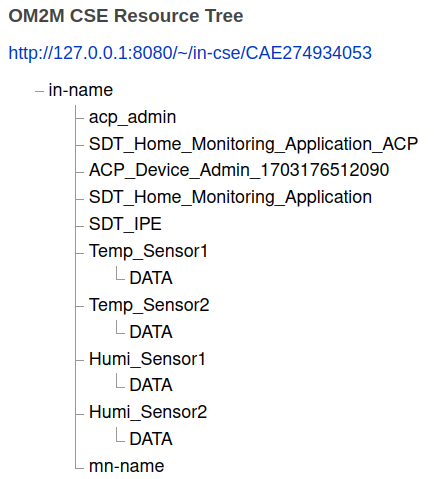 OM2M CSE Resource Tree
http://127.0.0.1:8080/~/in-cse/CAE274934053
in-name
acp_admin
SDT_Home_Monitoring_Application_ACP
ACP_Device_Admin_1703176512090
SDT_Home_Monitoring_Application
SDT_IPE
Temp_Sensor1
DATA
Temp_Sensor2
DATA
Humi_Sensor1
DATA
Humi_Sensor2
DATA
mn-name